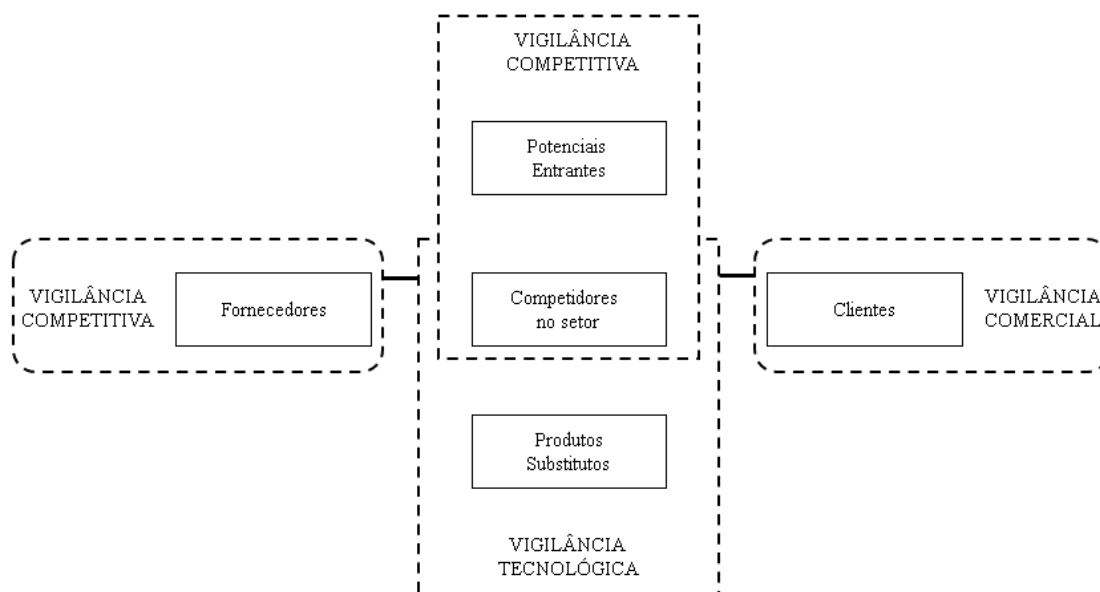 VIGILÂNCIA
COMPETITIVA
Potenciais
Entrantes
VIGILÂNCIA
COMPETITIVA
Fornecedores
Competidores
no setor
Clientes
VIGILÂNCIA
COMERCIAL
Produtos
Substitutos
VIGILÂNCIA
TECNOLÓGICA